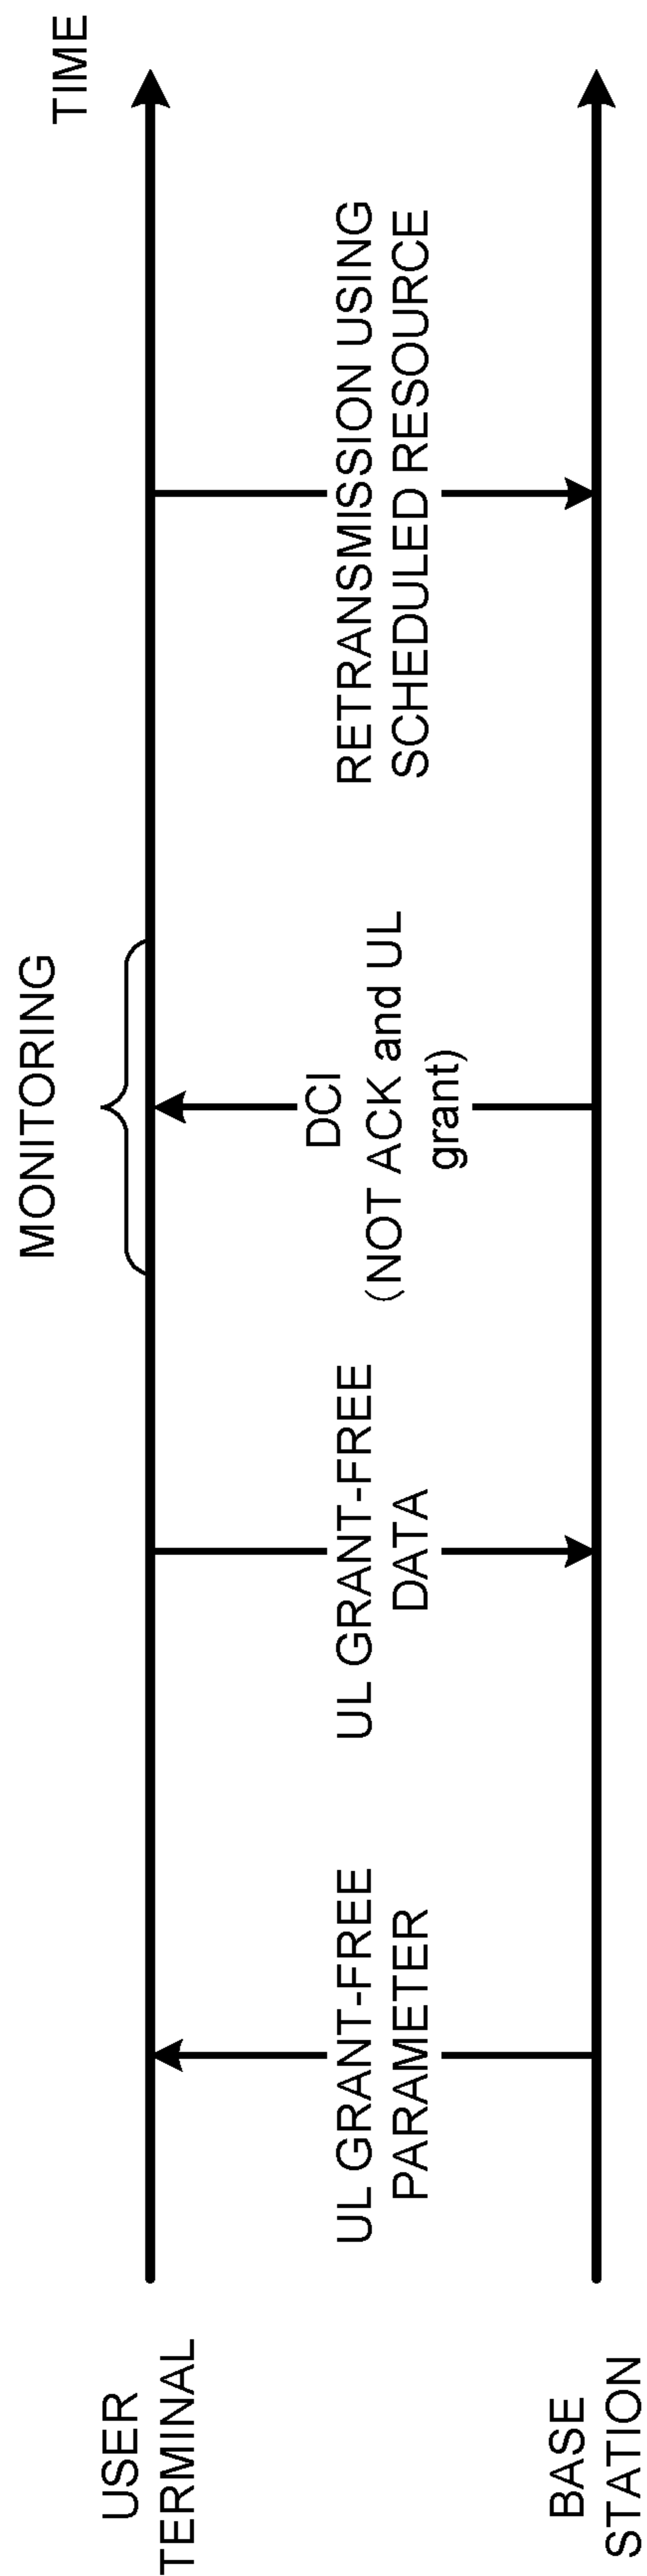 TIME
MONITORING
USER
TERMINAL
UL GRANT-FREE
PARAMETER
UL GRANT-FREE
DATA
DCI
(NOT ACK and UL
grant)
RETRANSMISSION USING
SCHEDULED RESOURCE
BASE
STATION